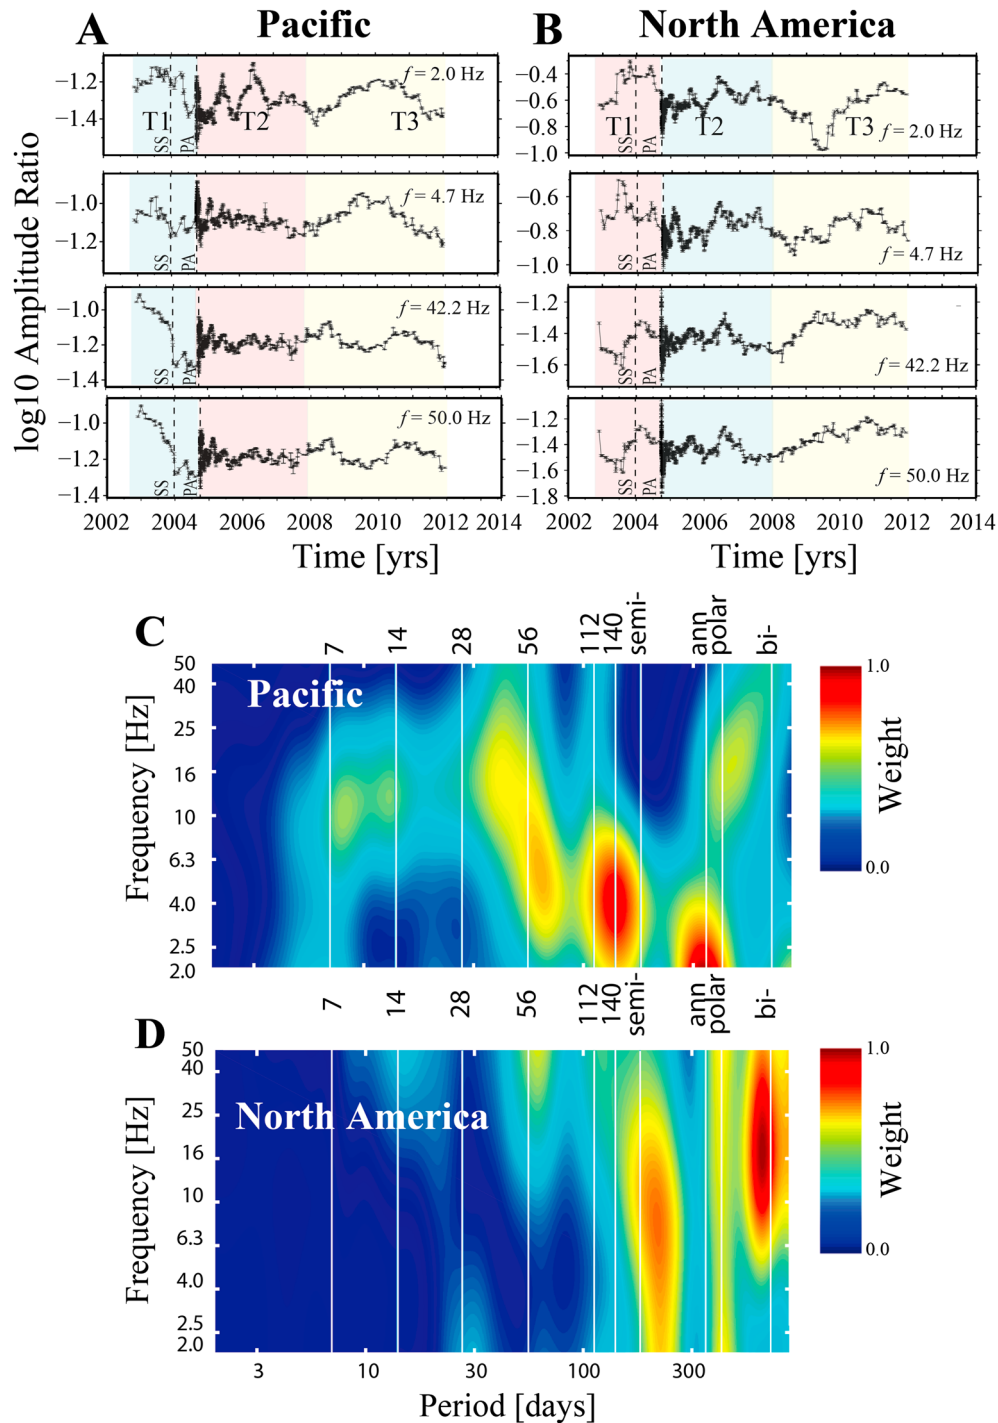 A Pacific
B North America
log10 Amplitude Ratio
−1.2
−1.4
f = 2.0 Hz
T1 T2 T3
SS PA
−1.0
−1.2
f = 4.7 Hz
SS PA
−1.0
−1.2
−1.4
f = 42.2 Hz
SS PA
−1.0
−1.2
−1.4
f = 50.0 Hz
SS PA
2002 2004 2006 2008 2010 2012 2014
Time [yrs]
−0.4
−0.6
−0.8
−1.0
T1 T2 T3
f = 2.0 Hz
SS PA
−0.6
−0.8
−1.0
f = 4.7 Hz
SS PA
−1.2
−1.4
−1.6
f = 42.2 Hz
SS PA
−1.2
−1.4
−1.6
−1.8
f = 50.0 Hz
SS PA
2002 2004 2006 2008 2010 2012 2014
Time [yrs]
C
7 14 28 56 112 140 semi- ann polar bi-
Pacific
Frequency [Hz]
50
40
25
16
10
6.3
4.0
2.5
2.0
1.0
Weight
0.0
7 14 28 56 112 140 semi- ann polar bi-
D
North America
Frequency [Hz]
50
40
25
16
10
6.3
4.0
2.5
2.0
1.0
Weight
0.0
3 10 30 100 300
Period [days]